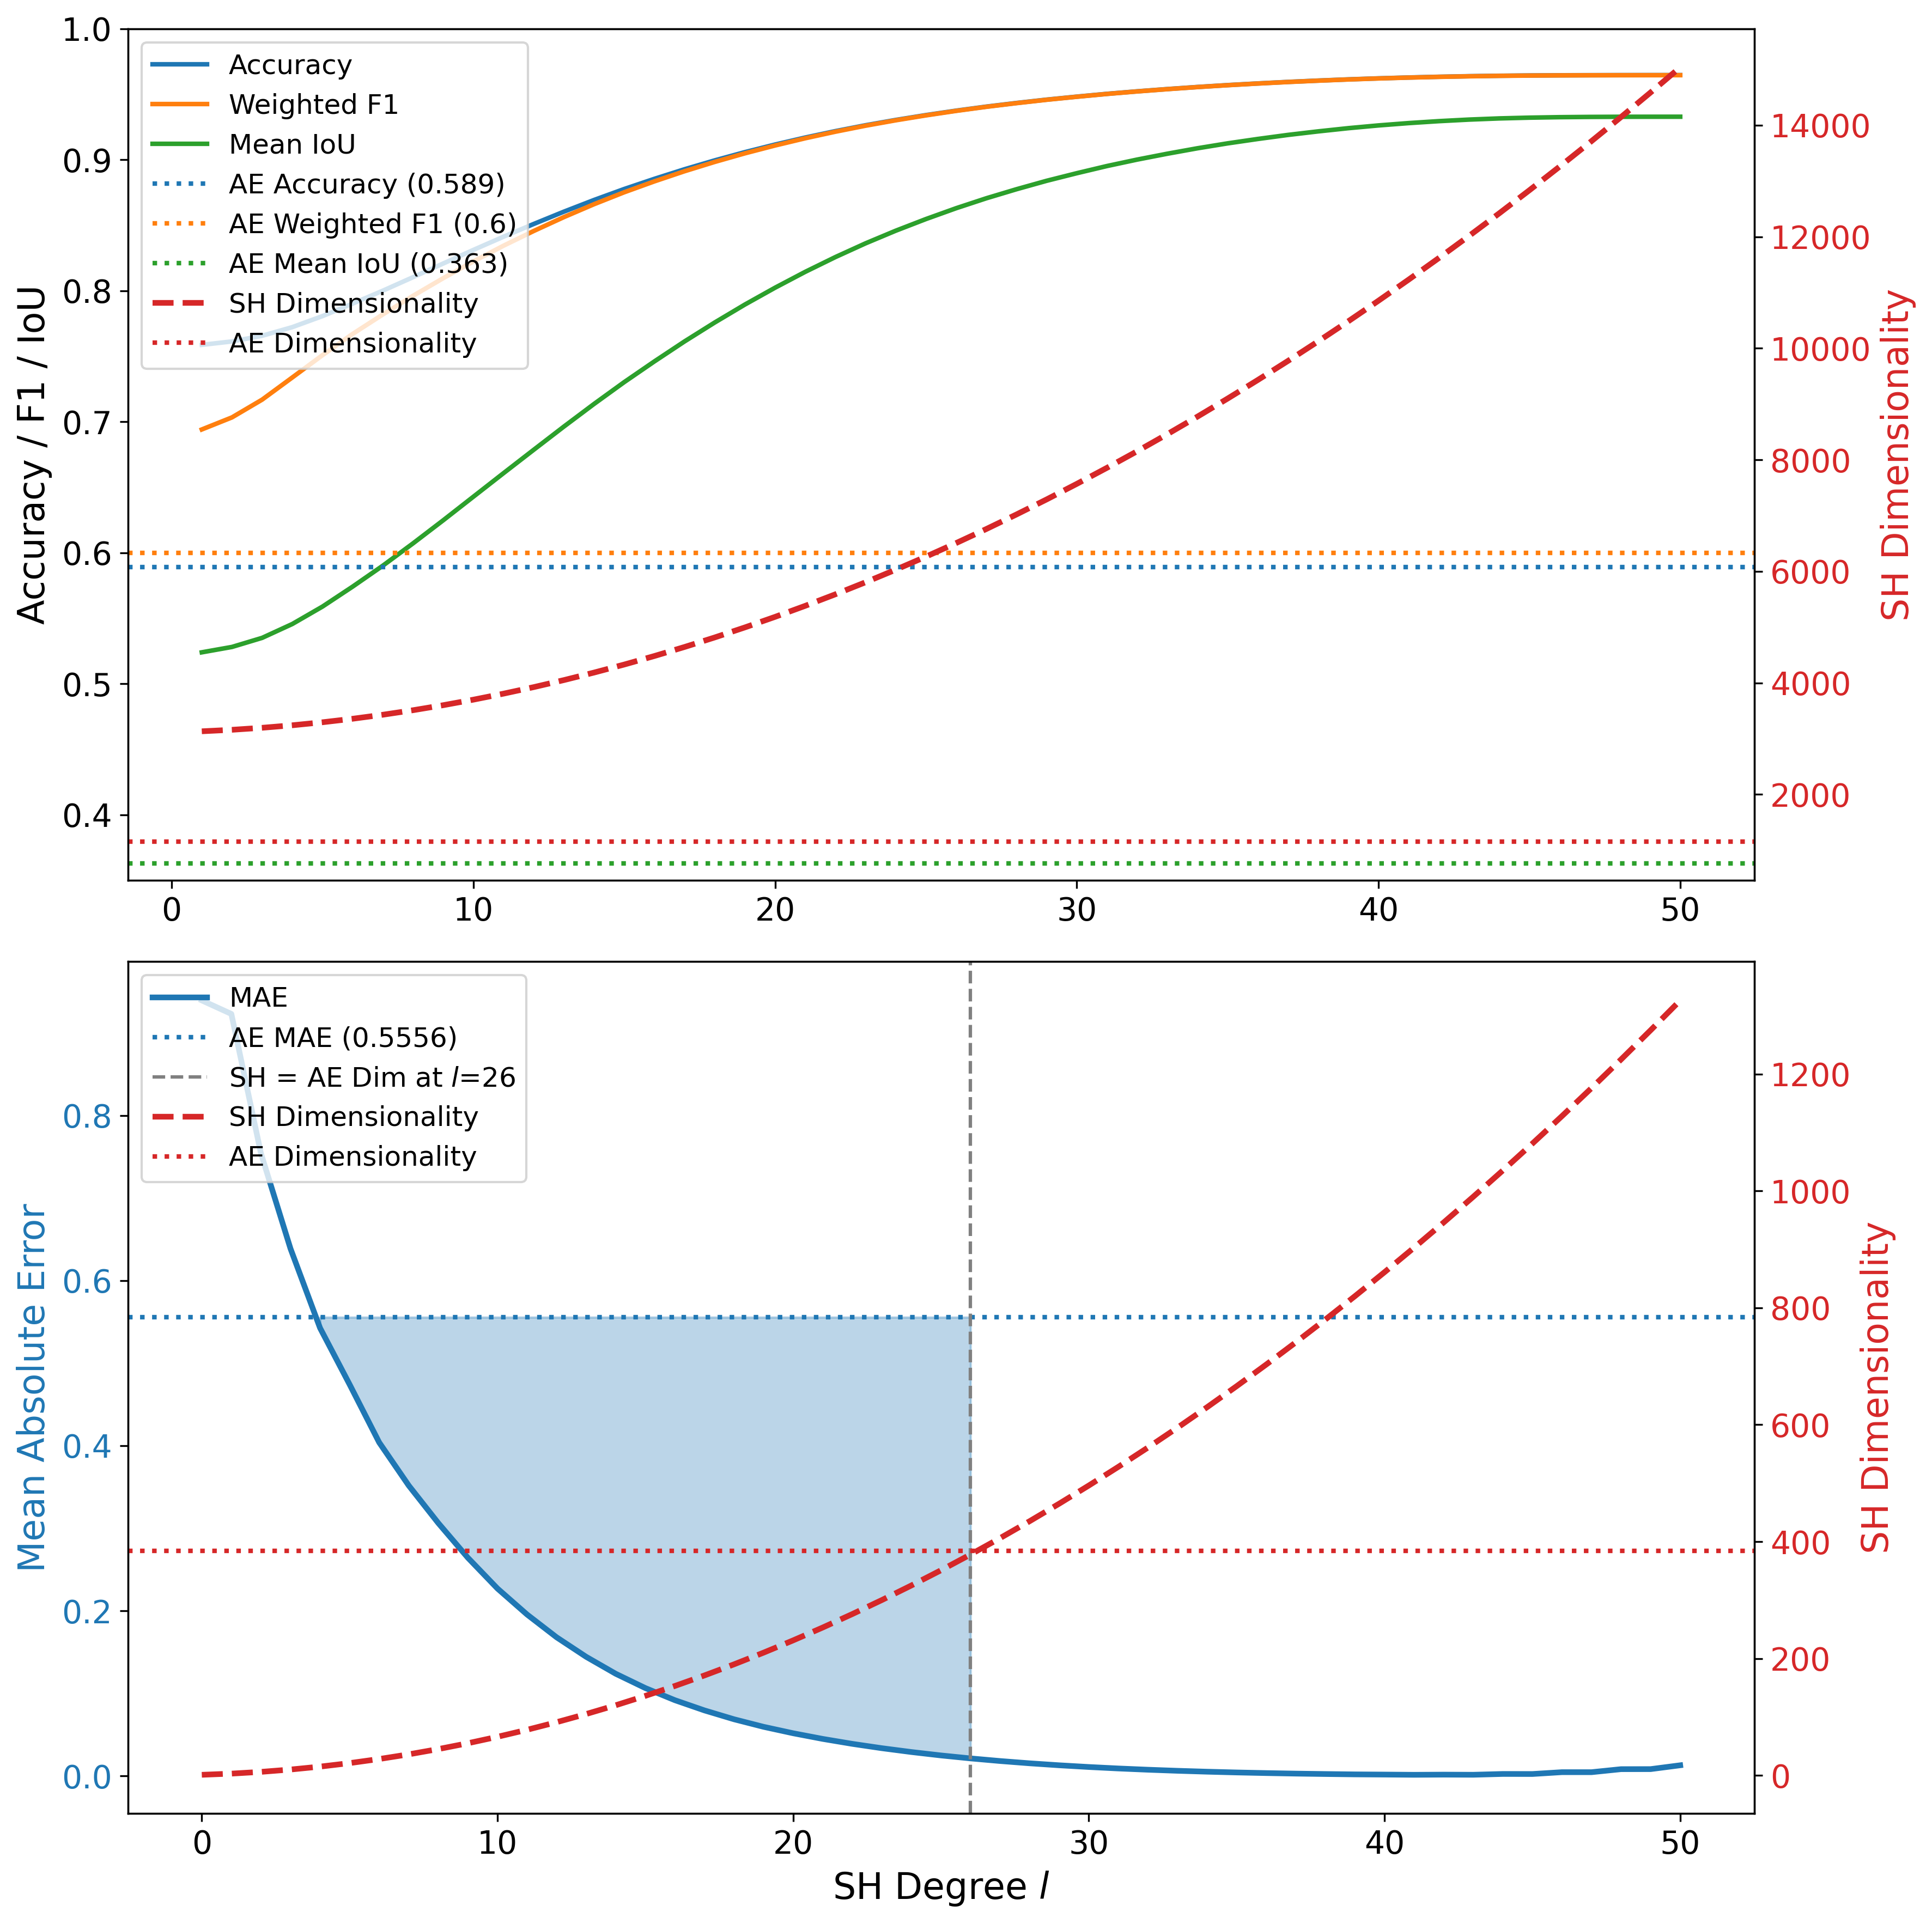 Accuracy / F1 / IoU
1.0
0.9
0.8
0.7
0.6
0.5
0.4
Accuracy
Weighted F1
Mean IoU
AE Accuracy (0.589)
AE Weighted F1 (0.6)
AE Mean IoU (0.363)
SH Dimensionality
AE Dimensionality
14000
12000
10000
8000
6000
4000
2000
SH Dimensionality
0 10 20 30 40 50
Mean Absolute Error
0.8
0.6
0.4
0.2
0.0
MAE
AE MAE (0.5556)
SH = AE Dim at l=26
SH Dimensionality
AE Dimensionality
1200
1000
800
600
400
200
0
SH Dimensionality
0 10 20 30 40 50
SH Degree l